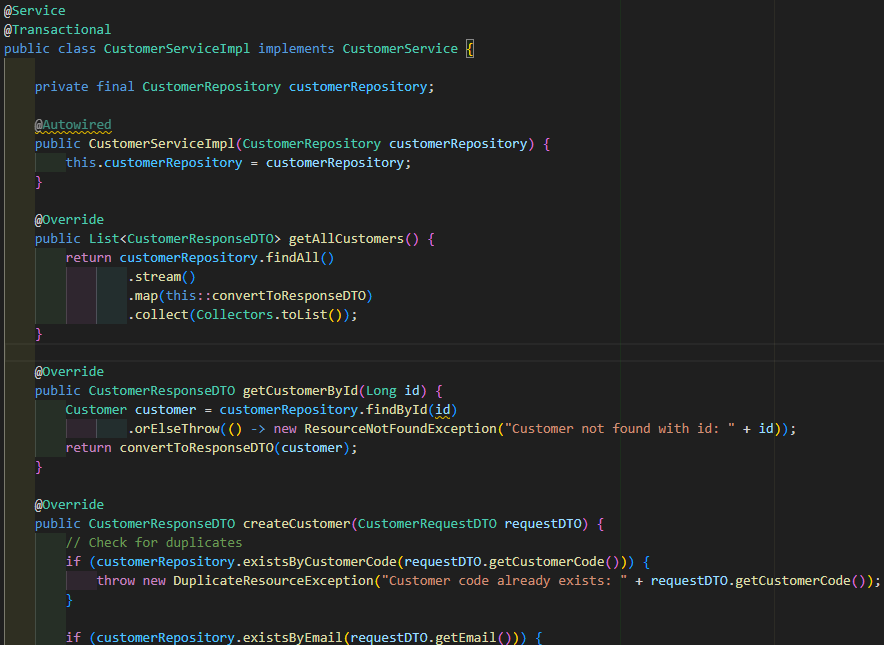 @Service
@Transactional
public class CustomerServiceImpl implements CustomerService {
private final CustomerRepository customerRepository;
@Autowired
public CustomerServiceImpl(CustomerRepository customerRepository) {
this.customerRepository = customerRepository;
}
@Override
public List<CustomerResponseDTO> getAllCustomers() {
return customerRepository.findAll()
.stream()
.map(this::convertToResponseDTO)
.collect(Collectors.toList());
}
@Override
public CustomerResponseDTO getCustomerById(Long id) {
Customer customer = customerRepository.findById(id)
.orElseThrow(() -> new ResourceNotFoundException("Customer not found with id: " + id));
return convertToResponseDTO(customer);
}
@Override
public CustomerResponseDTO createCustomer(CustomerRequestDTO requestDTO) {
// Check for duplicates
if (customerRepository.existsByCustomerCode(requestDTO.getCustomerCode())) {
throw new DuplicateResourceException("Customer code already exists: " + requestDTO.getCustomerCode());
}
if (customerRepository.existsByEmail(requestDTO.getEmail())) {